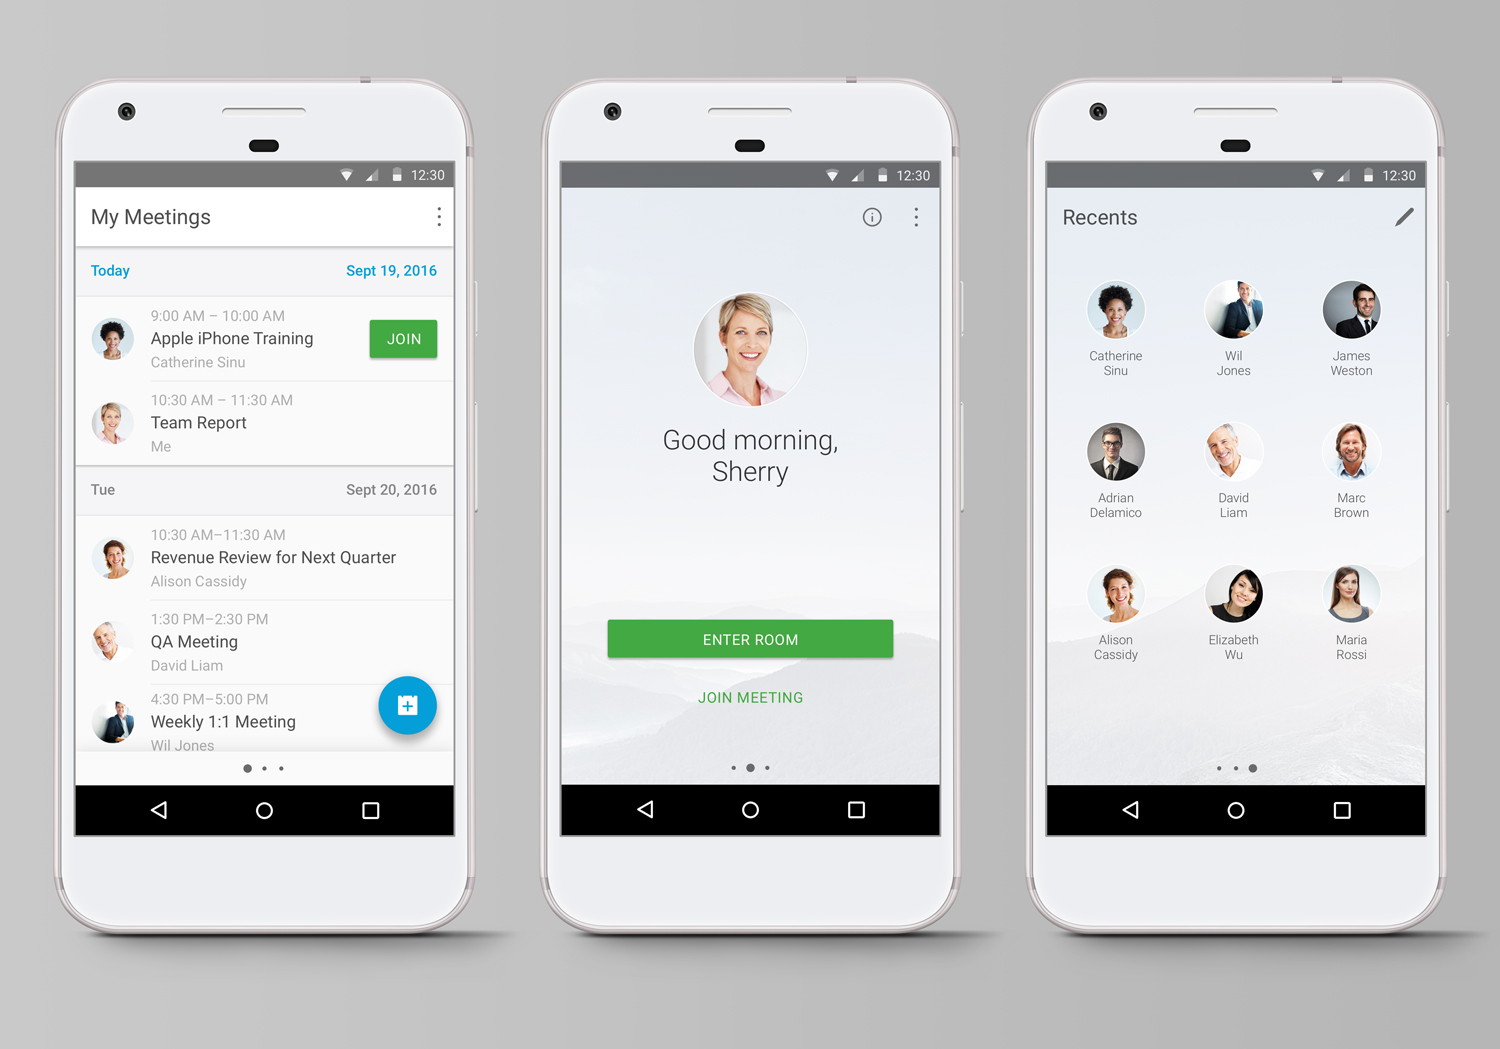 12:30
My Meetings
Today Sept 19, 2016
9:00 AM – 10:00 AM
Apple iPhone Training
Catherine Sinu
JOIN
10:30 AM – 11:30 AM
Team Report
Me
Tue Sept 20, 2016
10:30 AM–11:30 AM
Revenue Review for Next Quarter
Alison Cassidy
1:30 PM–2:30 PM
QA Meeting
David Liam
4:30 PM–5:00 PM
Weekly 1:1 Meeting
Wil Jones
12:30
Good morning,
Sherry
ENTER ROOM
JOIN MEETING
12:30
Recents
Catherine
Sinu
Wil
Jones
James
Weston
Adrian
Delamico
David
Liam
Marc
Brown
Alison
Cassidy
Elizabeth
Wu
Maria
Rossi